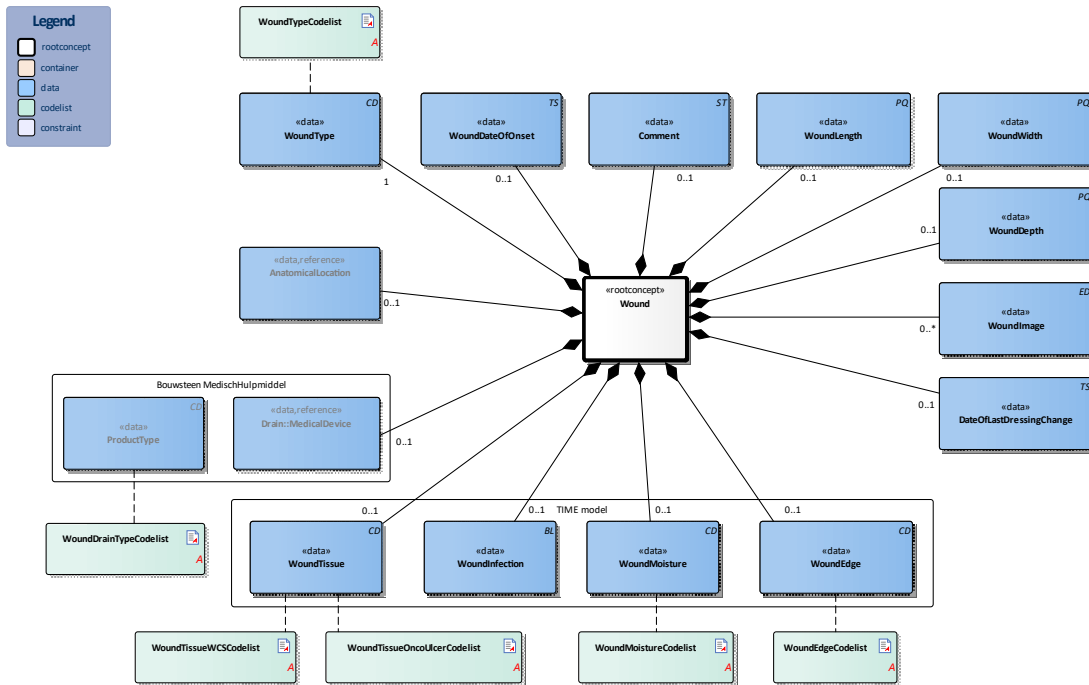 Legend
rootconcept
container
data
codelist
constraint
WoundTypeCodelist
A
CD
«data»
WoundType
TS
«data»
WoundDateOfOnset
ST
«data»
Comment
PQ
«data»
WoundLength
PQ
«data»
WoundWidth
1
0..1
0..1
0..1
0..1
PQ
«data»
WoundDepth
0..1
«data,reference»
AnatomicalLocation
0..1
«rootconcept»
Wound
ED
«data»
WoundImage
0..*
TS
«data»
DateOfLastDressingChange
0..1
Bouwsteen MedischHulpmiddel
CD
«data»
ProductType
«data,reference»
Drain::MedicalDevice
0..1
WoundDrainTypeCodelist
A
TIME model
0..1
0..1
0..1
0..1
CD
«data»
WoundTissue
BL
«data»
WoundInfection
CD
«data»
WoundMoisture
CD
«data»
WoundEdge
WoundTissueWCSCodelist
A
WoundTissueOncoUlcerCodelist
A
WoundMoistureCodelist
A
WoundEdgeCodelist
A